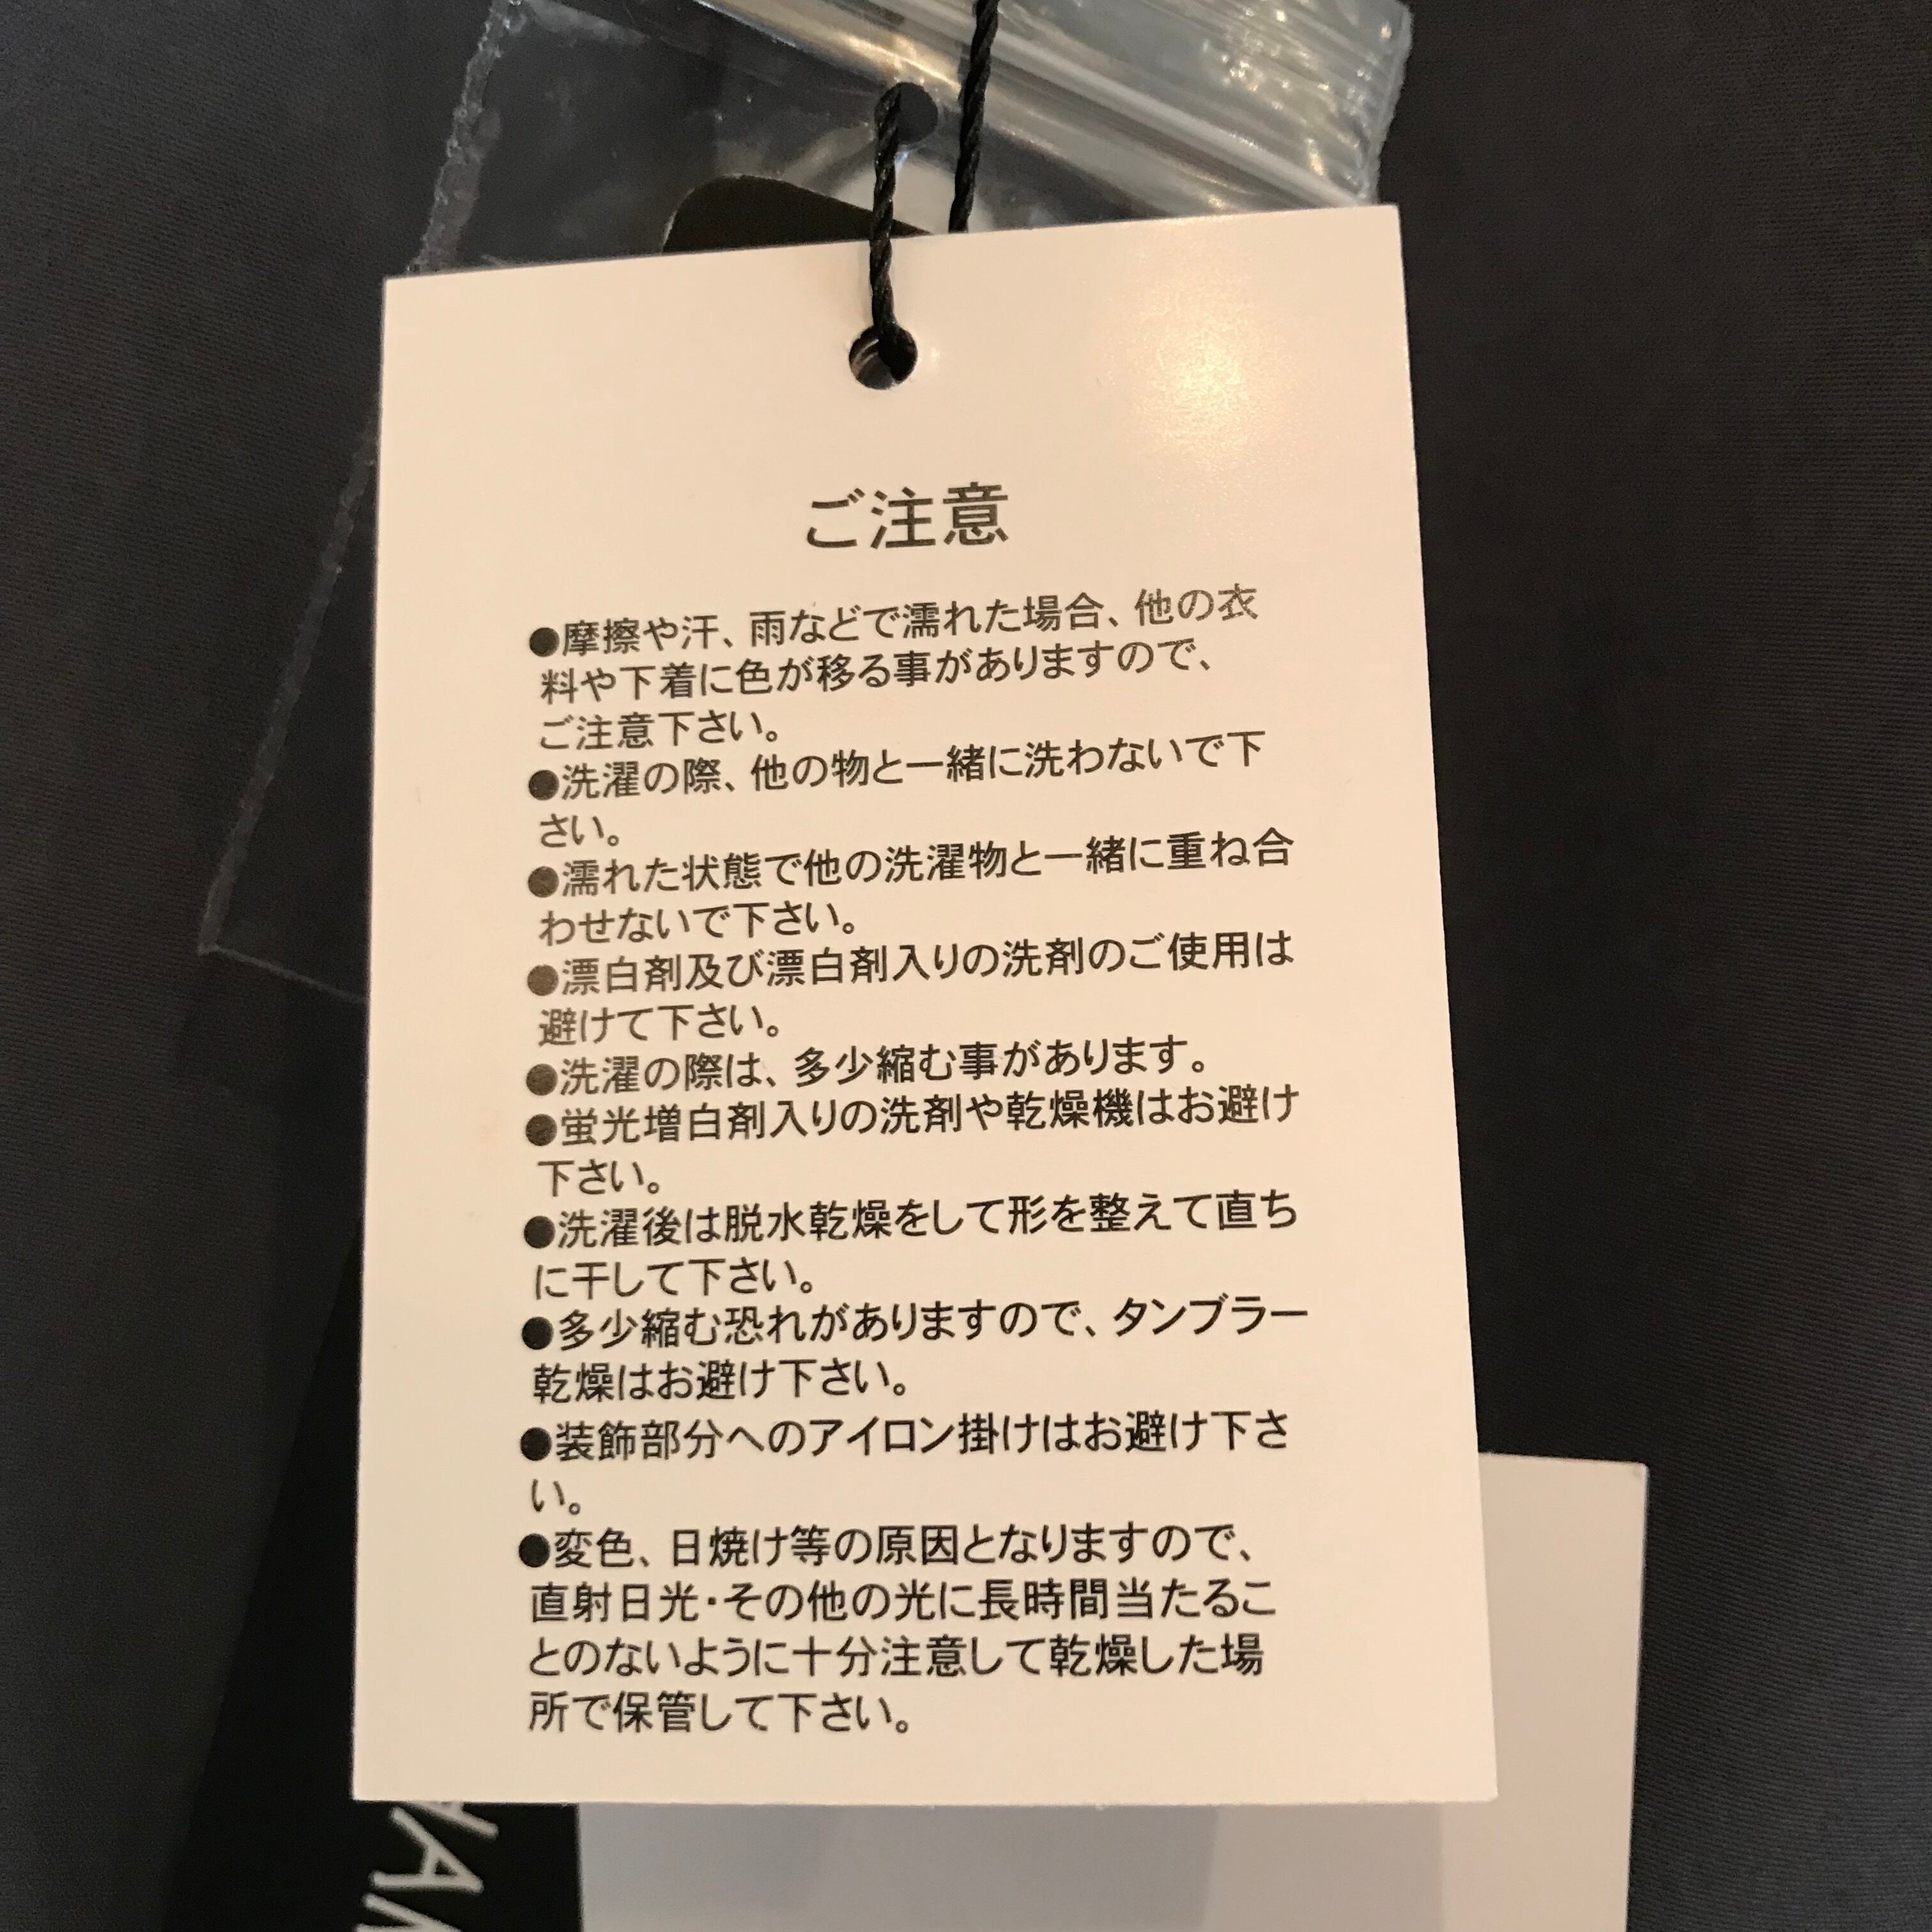 ご注意
●摩擦や汗、雨などで濡れた場合、他の衣
料や下着に色が移る事がありますので、
ご注意下さい。
●洗濯の際、他の物と一緒に洗わないで下
さい。
●濡れた状態で他の洗濯物と一緒に重ね合
わせないで下さい。
●漂白剤及び漂白剤入りの洗剤のご使用は
避けて下さい。
●洗濯の際は、多少縮む事があります。
●蛍光増白剤入りの洗剤や乾燥機はお避け
下さい。
●洗濯後は脱水乾燥をして形を整えて直ち
に干して下さい。
●多少縮む恐れがありますので、タンブラー
乾燥はお避け下さい。
●装飾部分へのアイロン掛けはお避け下さ
い。
●変色、日焼け等の原因となりますので、
直射日光・その他の光に長時間当たるこ
とのないように十分注意して乾燥した場
所で保管して下さい。